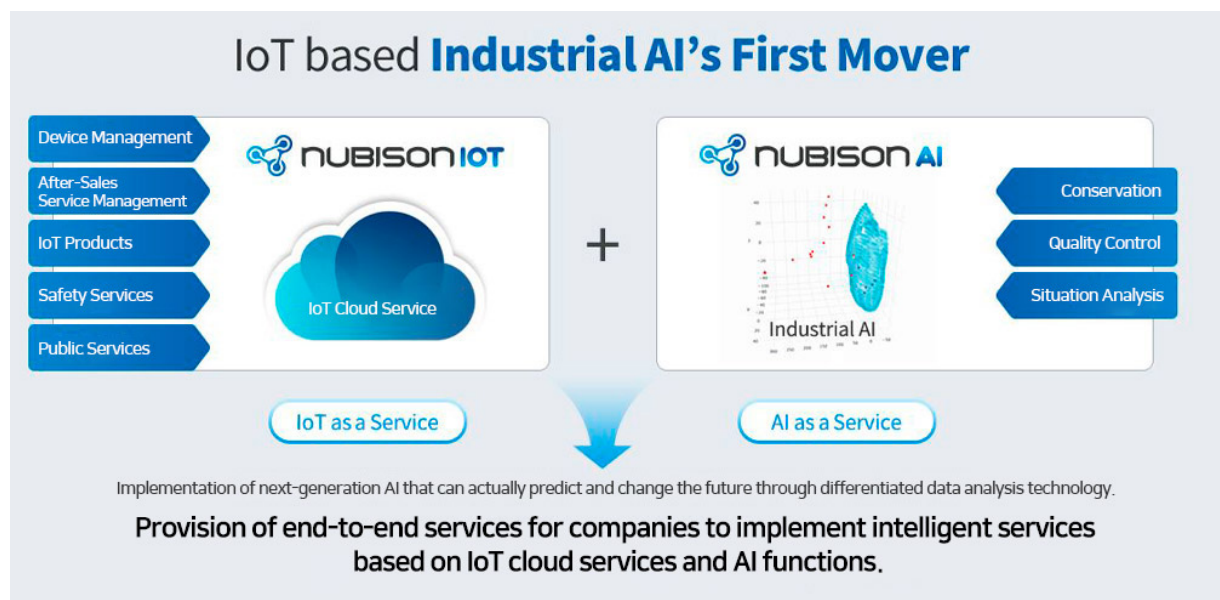 IoT based Industrial AI's First Mover
Device Management
After-Sales
Service Management
IoT Products
Safety Services
Public Services
NUBISON IOT
IoT Cloud Service
+
NUBISON AI
Industrial AI
Conservation
Quality Control
Situation Analysis
IoT as a Service
AI as a Service
Implementation of next-generation AI that can actually predict and change the future through differentiated data analysis technology.
Provision of end-to-end services for companies to implement intelligent services
based on IoT cloud services and AI functions.